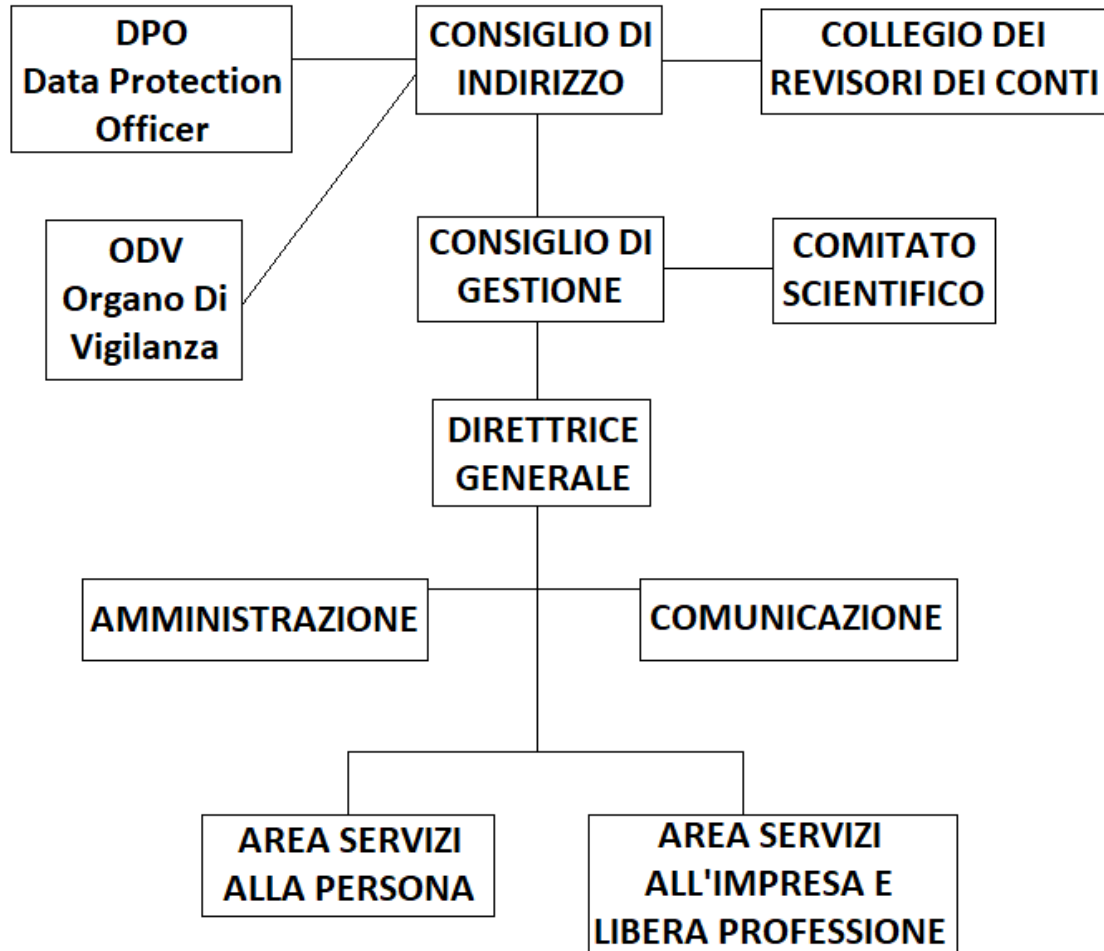 DPO
Data Protection
Officer
CONSIGLIO DI
INDIRIZZO
COLLEGIO DEI
REVISORI DEI CONTI
ODV
Organo Di
Vigilanza
CONSIGLIO DI
GESTIONE
COMITATO
SCIENTIFICO
DIRETTRICE
GENERALE
AMMINISTRAZIONE
COMUNICAZIONE
AREA SERVIZI
ALLA PERSONA
AREA SERVIZI
ALL'IMPRESA E
LIBERA PROFESSIONE